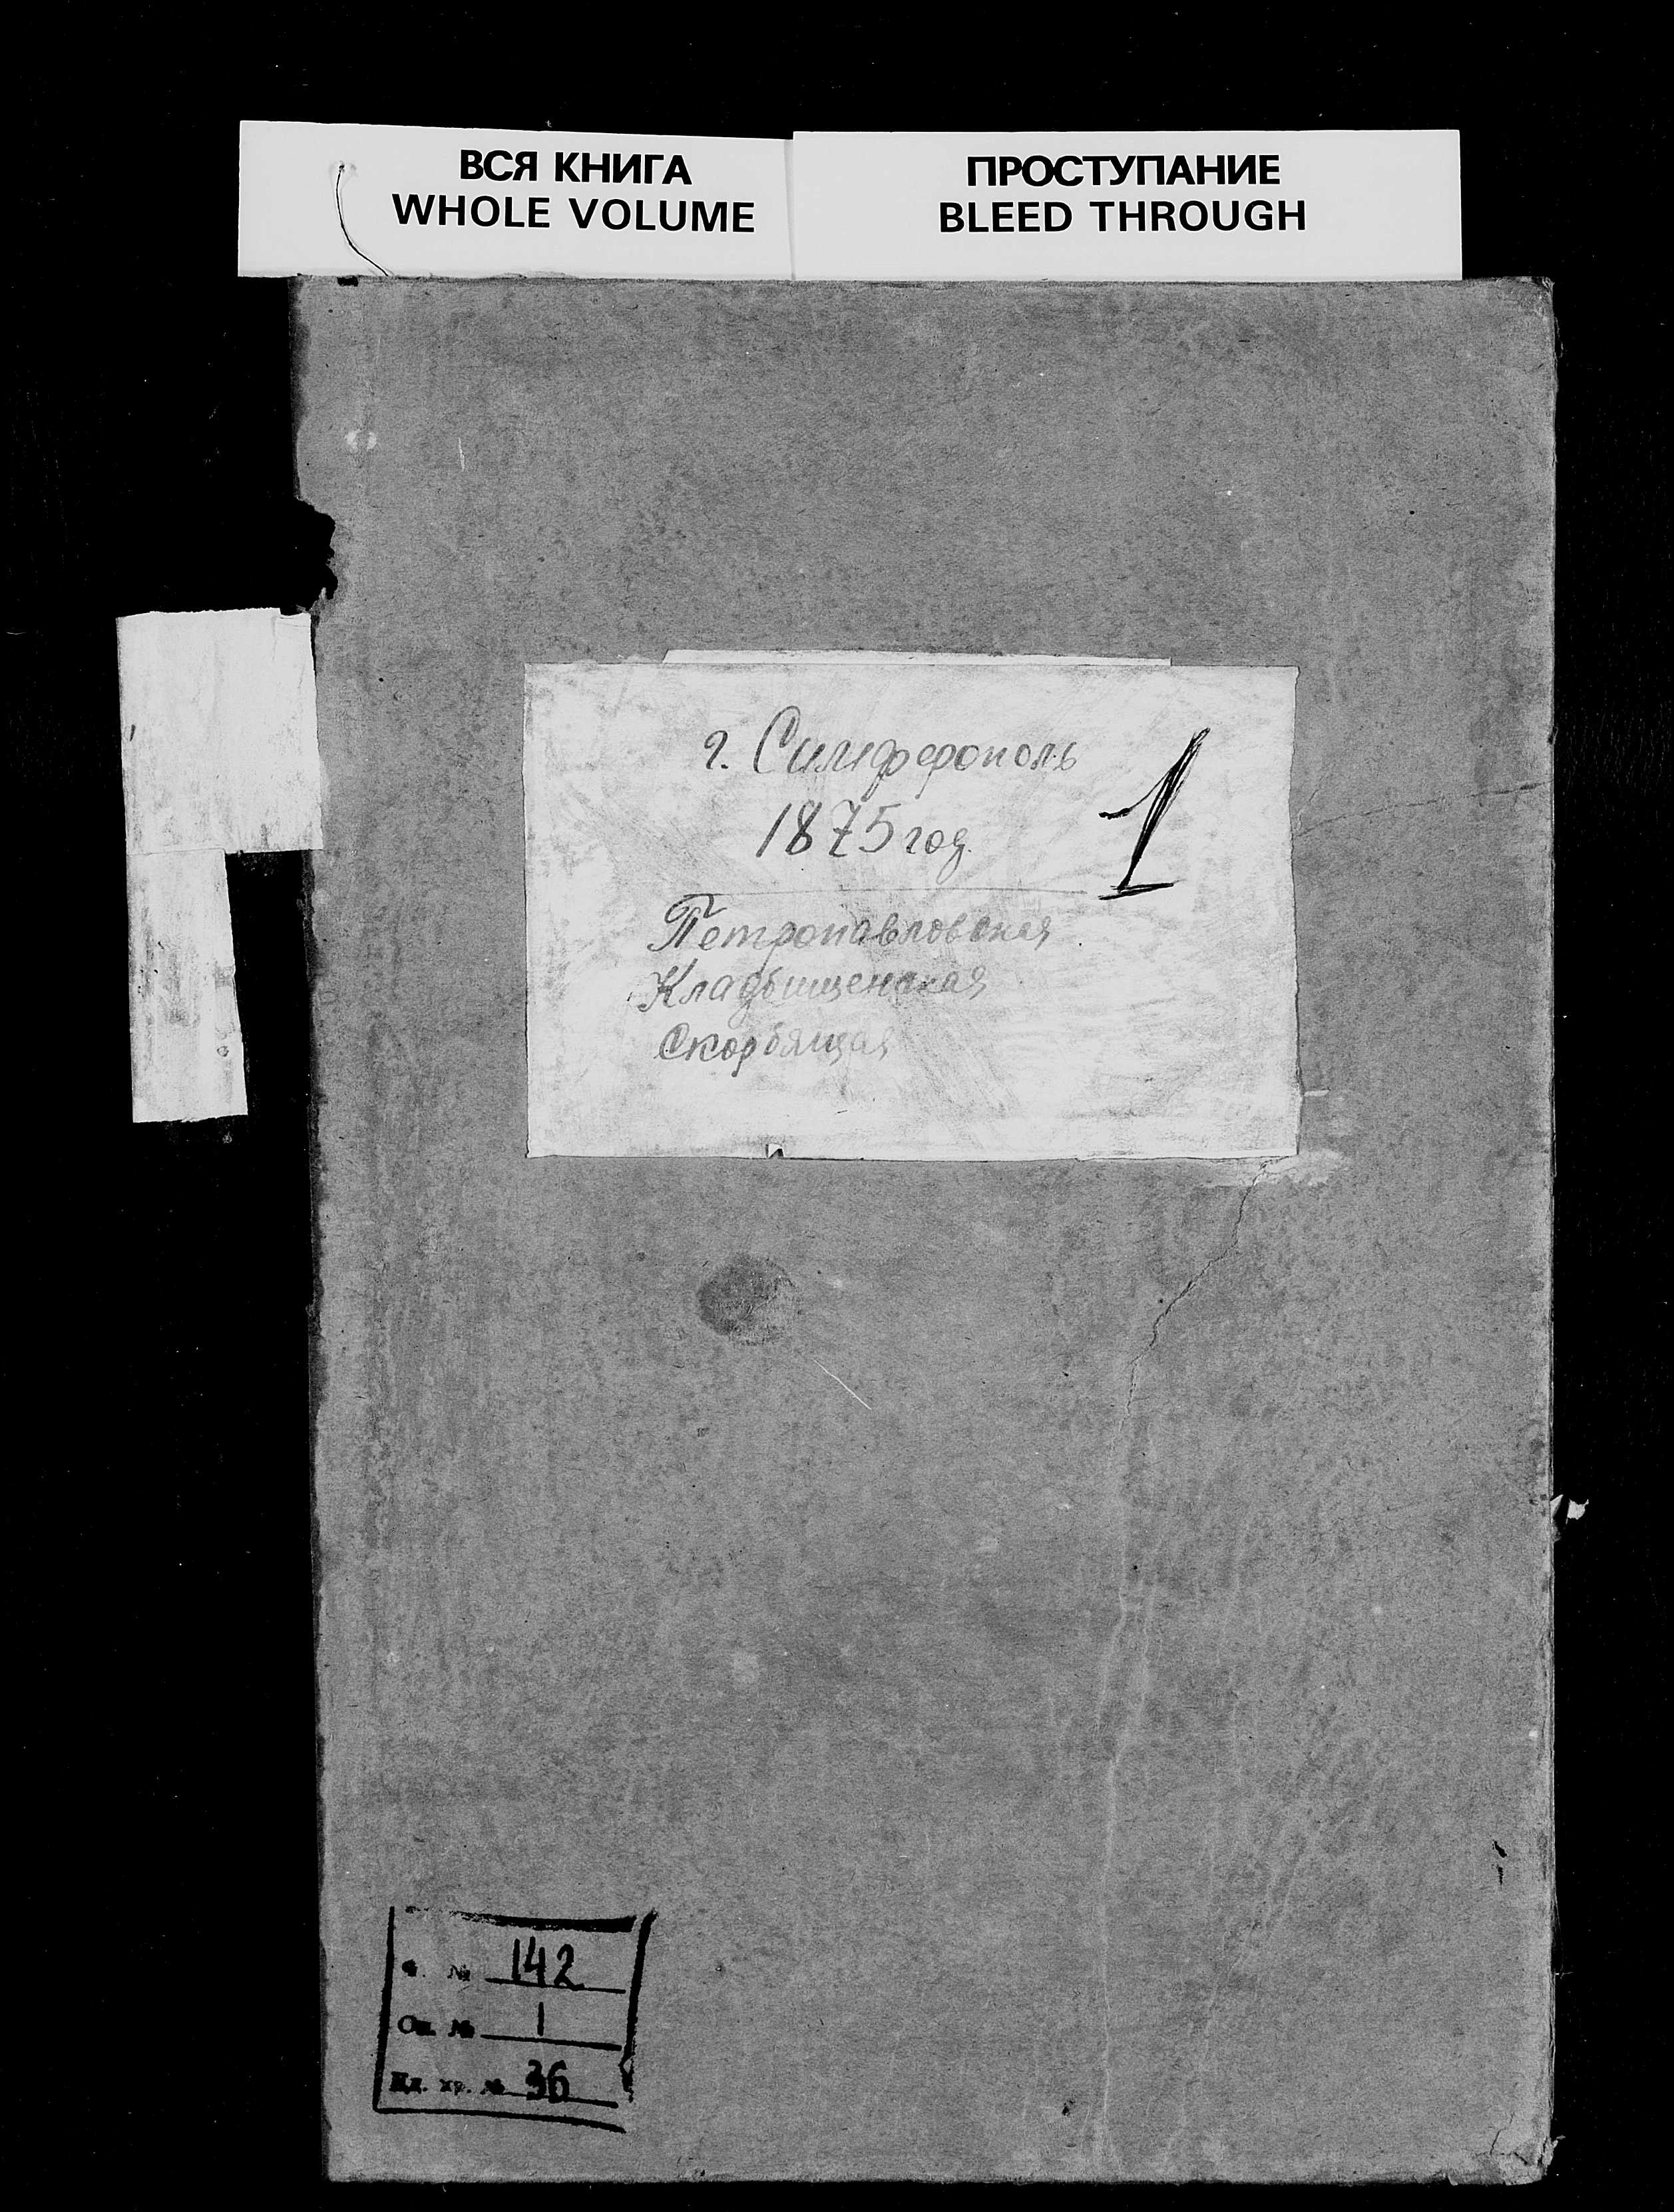 ВСЯ КНИГА
WHOLE VOLUME
ПРОСТУПАНИЕ
BLEED THROUGH
г. Симферополь
1875 год.
1
Петропавловская
Кладбищенская
Скорбящая
Ф. № 142
Оп. № 1
Ед. хр. № 36